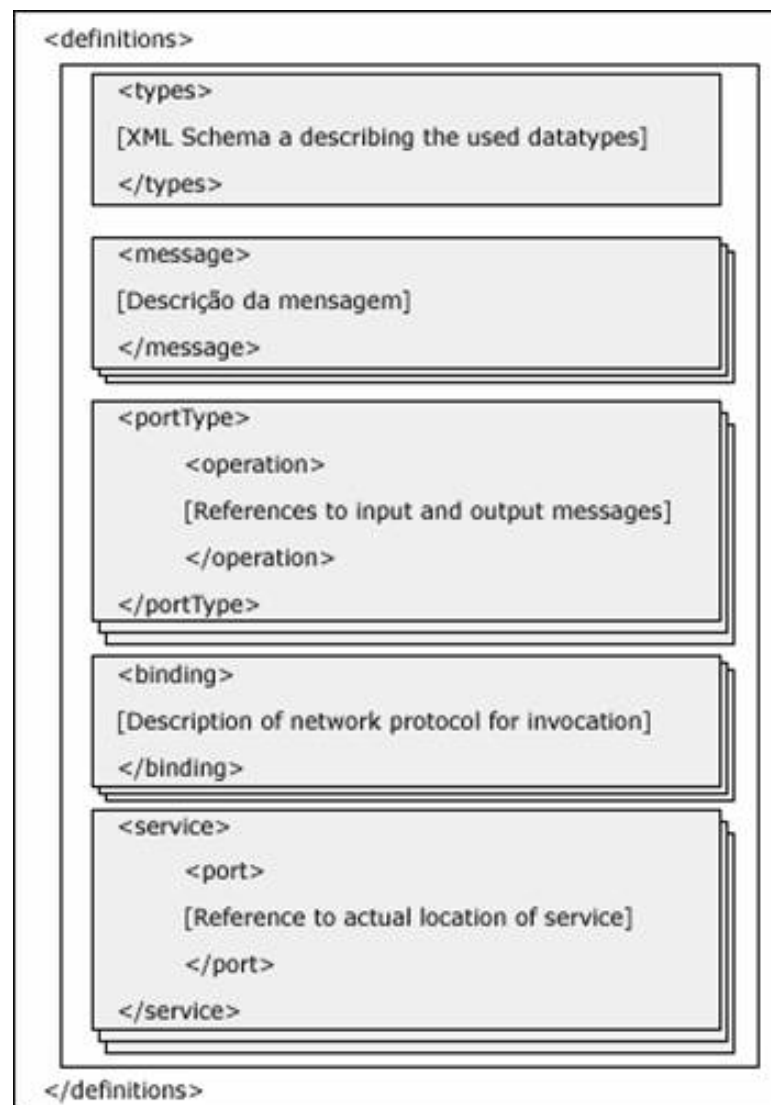 <definitions>
<types>
[XML Schema a describing the used datatypes]
</types>
<message>
[Descrição da mensagem]
</message>
<portType>
<operation>
[References to input and output messages]
</operation>
</portType>
<binding>
[Description of network protocol for invocation]
</binding>
<service>
<port>
[Reference to actual location of service]
</port>
</service>
</definitions>